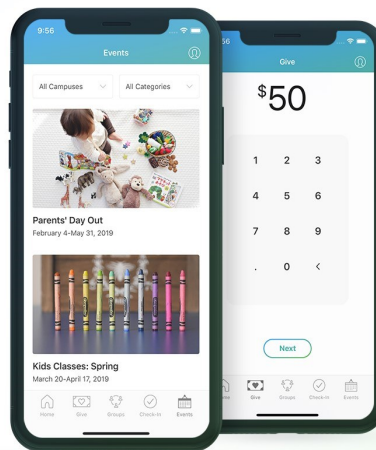 9:56
Events
All Campuses
All Categories
Parents' Day Out
February 4-May 31, 2019
Kids Classes: Spring
March 20-April 17, 2019
Home Give Groups Check-In Events
56
Give
$50
1 2 3
4 5 6
7 8 9
. 0 <
Next
me Give Groups Check-In Events